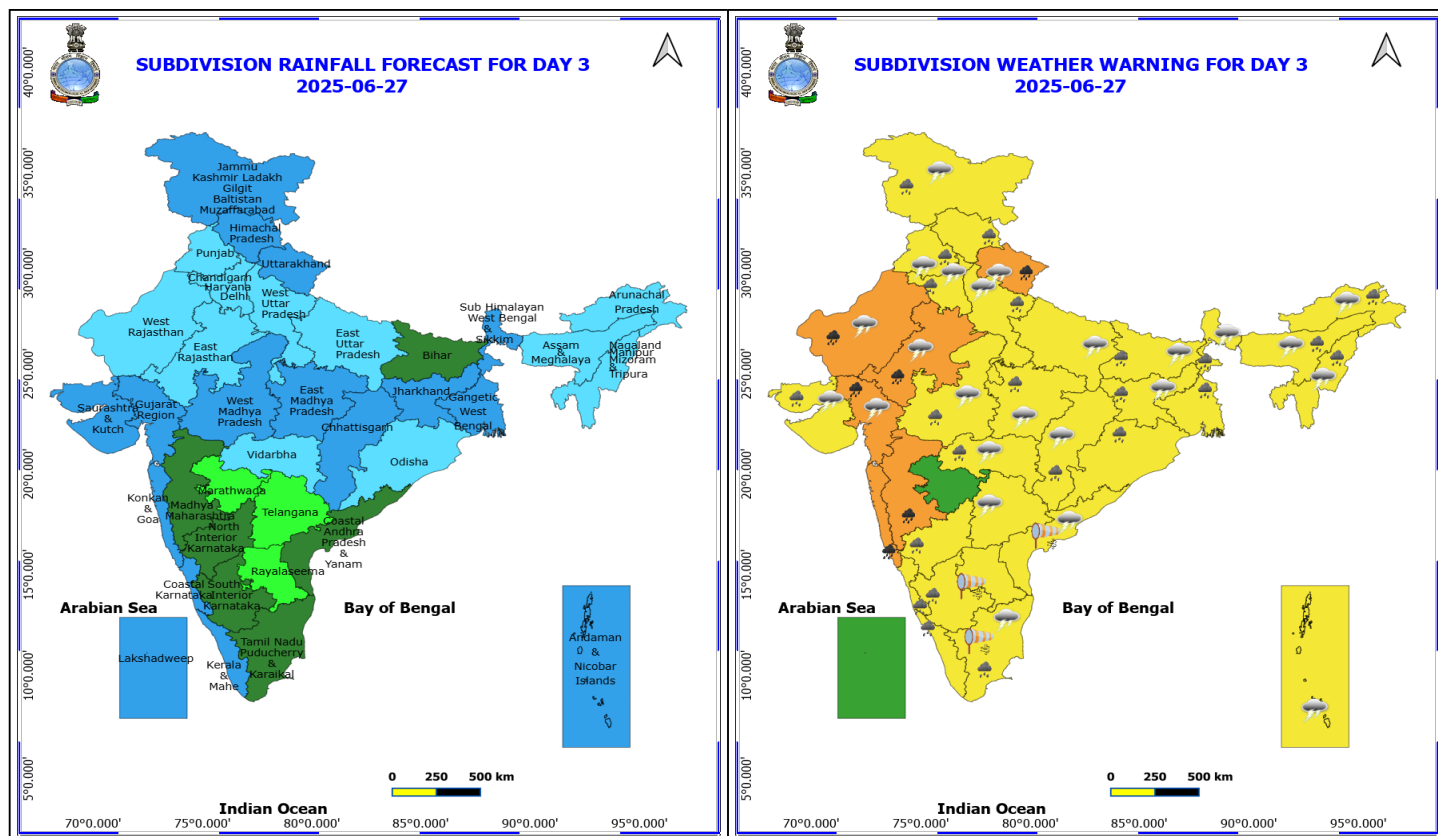 SUBDIVISION RAINFALL FORECAST FOR DAY 3
2025-06-27
40°0.000'
35°0.000'
30°0.000'
25°0.000'
20°0.000'
15°0.000'
10°0.000'
5°0.000'
Jammu
Kashmir Ladakh
Gilgit
Baltistan
Muzaffarabad
Himachal
Pradesh
Punjab
Uttarakhand
Chandigarh
Haryana
Delhi
West
Uttar
Pradesh
West
Rajasthan
East
Rajasthan
East
Uttar
Pradesh
Bihar
Sub Himalayan
West Bengal
&
Sikkim
Arunachal
Pradesh
Assam
&
Meghalaya
Nagaland
Manipur
Mizoram
&
Tripura
Saurashtra
&
Kutch
Gujarat
Region
West
Madhya
Pradesh
East
Madhya
Pradesh
Jharkhand
Gangetic
West
Bengal
Chhattisgarh
Vidarbha
Odisha
Konkan
&
Goa
Madhya
Maharashtra
Marathwada
Telangana
North
Interior
Karnataka
Coastal
Andhra
Pradesh
&
Yanam
Rayalaseema
Coastal
Karnataka
South
Interior
Karnataka
Arabian Sea
Bay of Bengal
Lakshadweep
Kerala
&
Mahe
Tamil Nadu
Puducherry
&
Karaikal
Andaman
&
Nicobar
Islands
0 250 500 km
Indian Ocean
70°0.000' 75°0.000' 80°0.000' 85°0.000' 90°0.000' 95°0.000'
SUBDIVISION WEATHER WARNING FOR DAY 3
2025-06-27
40°0.000'
35°0.000'
30°0.000'
25°0.000'
20°0.000'
15°0.000'
10°0.000'
5°0.000'
Arabian Sea
Bay of Bengal
0 250 500 km
Indian Ocean
70°0.000' 75°0.000' 80°0.000' 85°0.000' 90°0.000' 95°0.000'